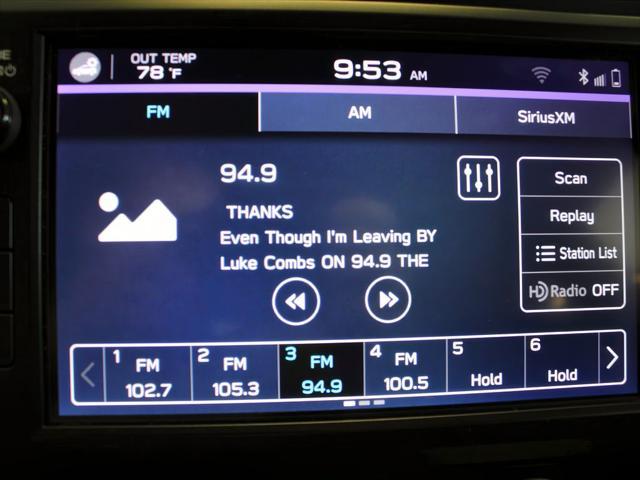 OUT TEMP
78 °F
9:53 AM
FM
AM
SiriusXM
94.9
THANKS
Even Though I'm Leaving BY
Luke Combs ON 94.9 THE
Scan
Replay
Station List
HD Radio OFF
1 FM 102.7
2 FM 105.3
3 FM 94.9
4 FM 100.5
5 Hold
6 Hold